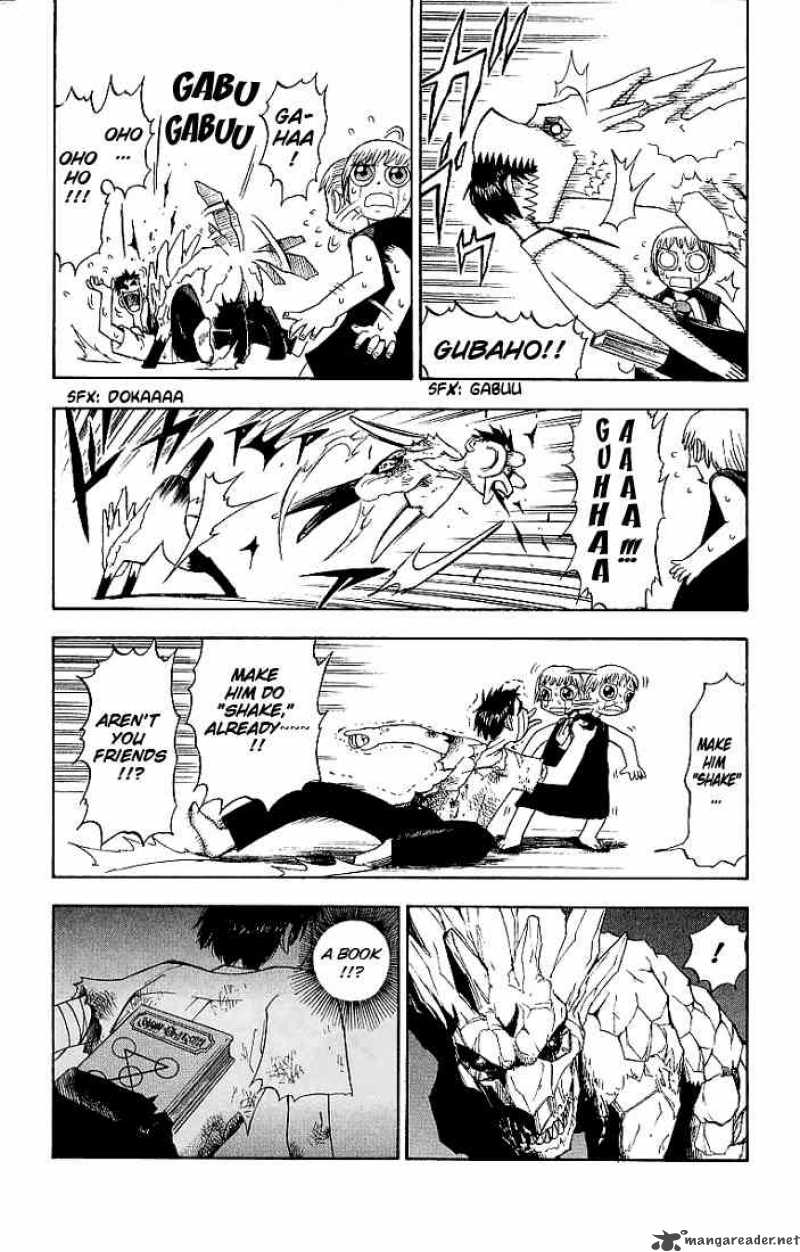 GUBAHO!!
SFX: GABUU
GA-
HAA
!
GABU
GABUU
OHO
...
OHO
HO !!!
SFX: DOKAAAA
GUHHAA
AAAA!!!
MAKE
HIM
"SHAKE"
...
MAKE
HIM DO
"SHAKE,"
ALREADY~~~
!!
AREN'T
YOU
FRIENDS
!!?
!
A BOOK
!!?
mangareader.net